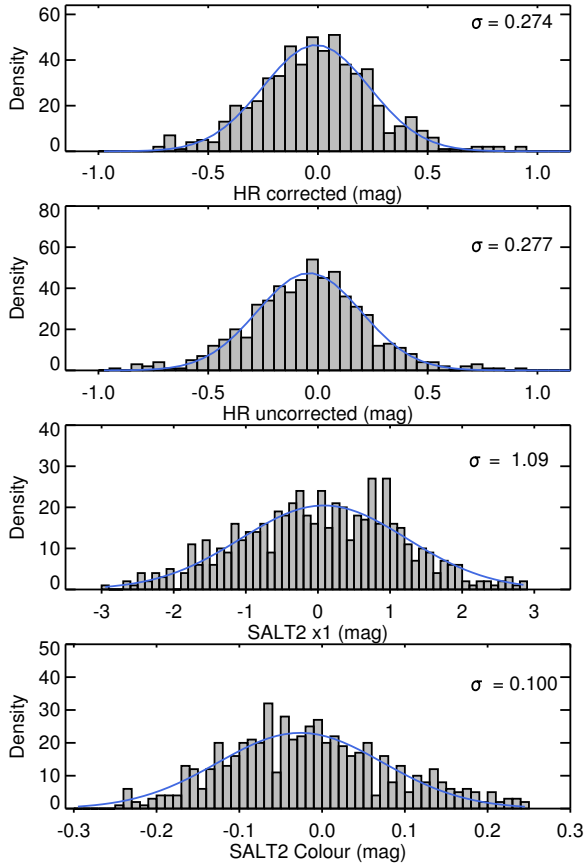 60
40
20
0
Density
σ = 0.274
-1.0 -0.5 0.0 0.5 1.0
HR corrected (mag)
80
60
40
20
0
Density
σ = 0.277
-1.0 -0.5 0.0 0.5 1.0
HR uncorrected (mag)
40
30
20
10
0
Density
σ = 1.09
-3 -2 -1 0 1 2 3
SALT2 x1 (mag)
50
40
30
20
10
0
Density
σ = 0.100
-0.3 -0.2 -0.1 0.0 0.1 0.2 0.3
SALT2 Colour (mag)